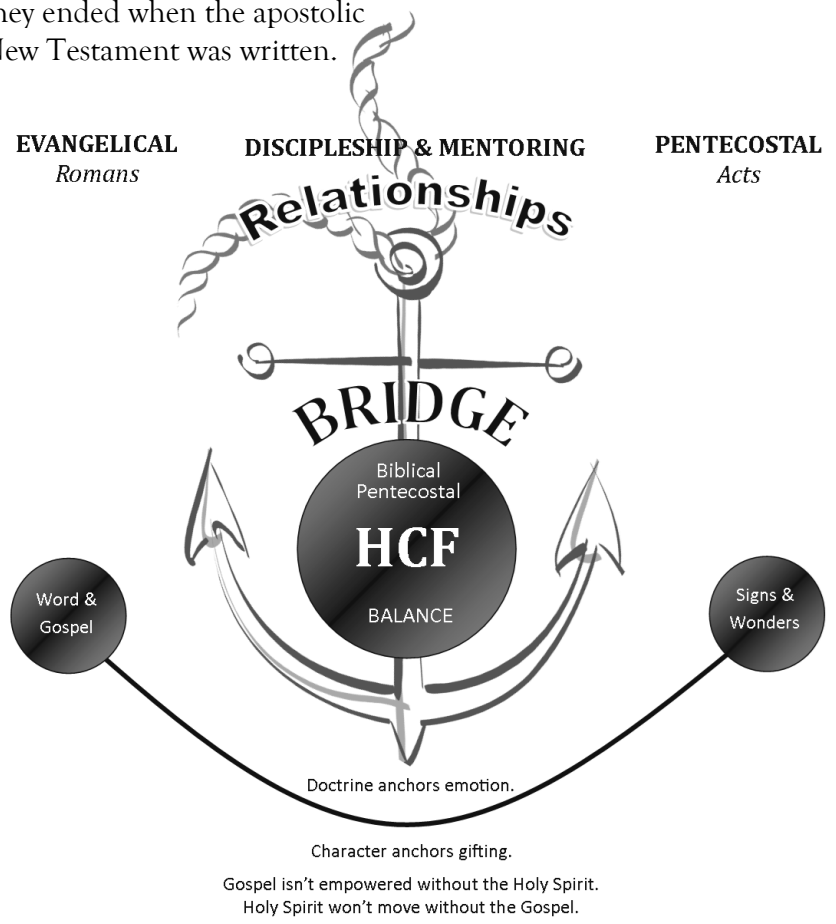 hey ended when the apostolic
New Testament was written.
EVANGELICAL
Romans
DISCIPLESHIP & MENTORING
PENTECOSTAL
Acts
Relationships
BRIDGE
Biblical
Pentecostal
HCF
BALANCE
Word &
Gospel
Signs &
Wonders
Doctrine anchors emotion.
Character anchors gifting.
Gospel isn’t empowered without the Holy Spirit.
Holy Spirit won’t move without the Gospel.